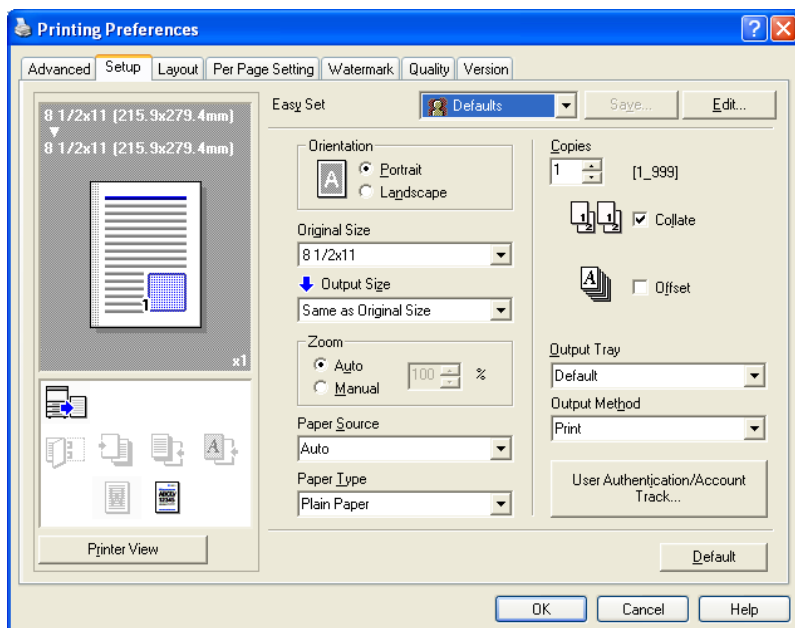 Printing Preferences
Advanced Setup Layout Per Page Setting Watermark Quality Version
8 1/2x11 (215.9x279.4mm)
8 1/2x11 (215.9x279.4mm)
1
x1
Printer View
Easy Set Defaults Save... Edit...
Orientation
A
Portrait
Landscape
Original Size
8 1/2x11
Output Size
Same as Original Size
Zoom
Auto
Manual
100 %
Paper Source
Auto
Paper Type
Plain Paper
Copies
1 [1_999]
Collate
Offset
Output Tray
Default
Output Method
Print
User Authentication/Account
Track...
Default
OK Cancel Help